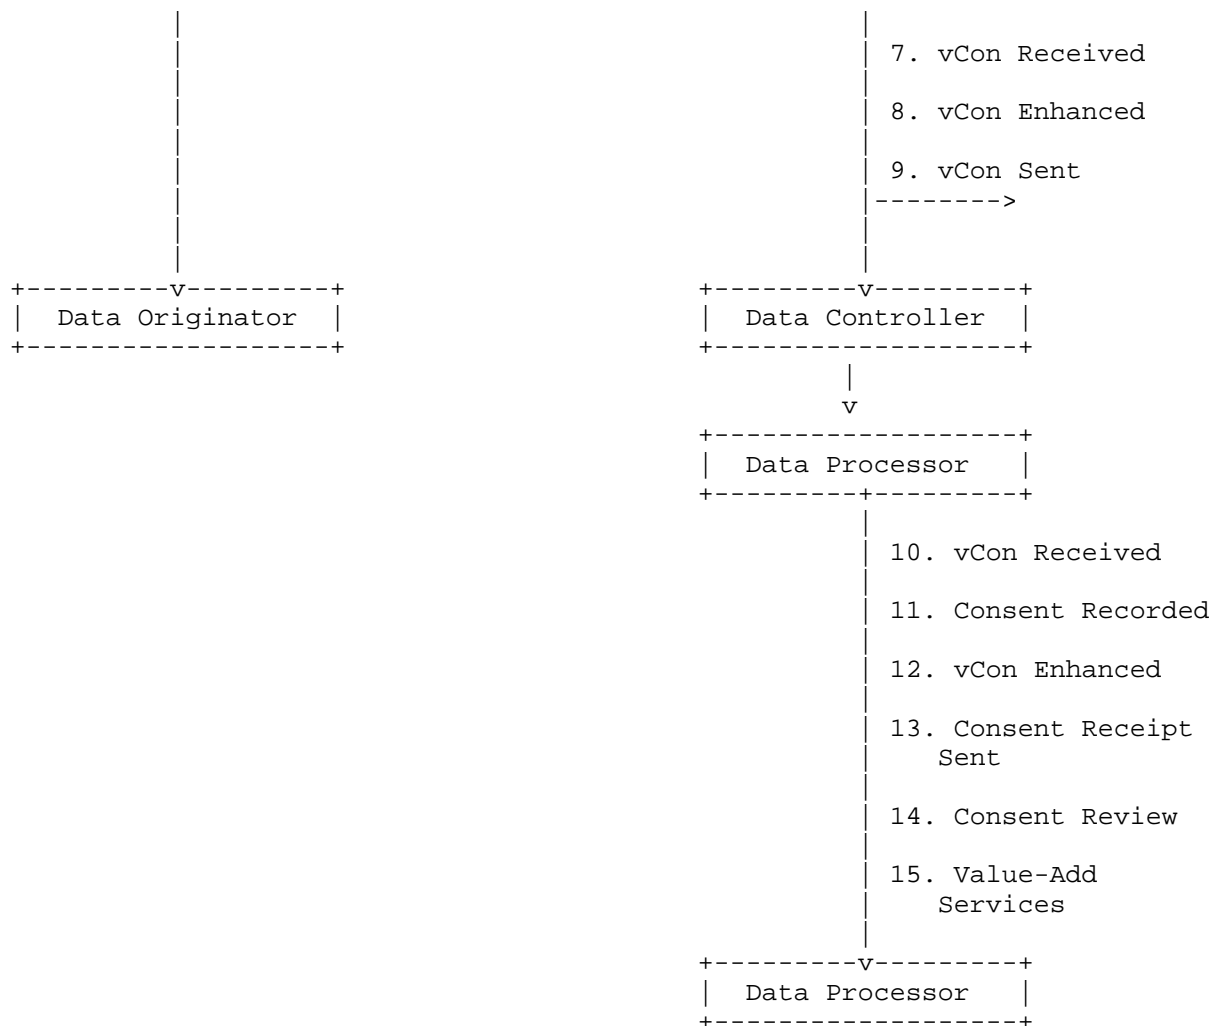 7. vCon Received
8. vCon Enhanced
9. vCon Sent
Data Originator
Data Controller
Data Processor
10. vCon Received
11. Consent Recorded
12. vCon Enhanced
13. Consent Receipt
Sent
14. Consent Review
15. Value-Add
Services
Data Processor